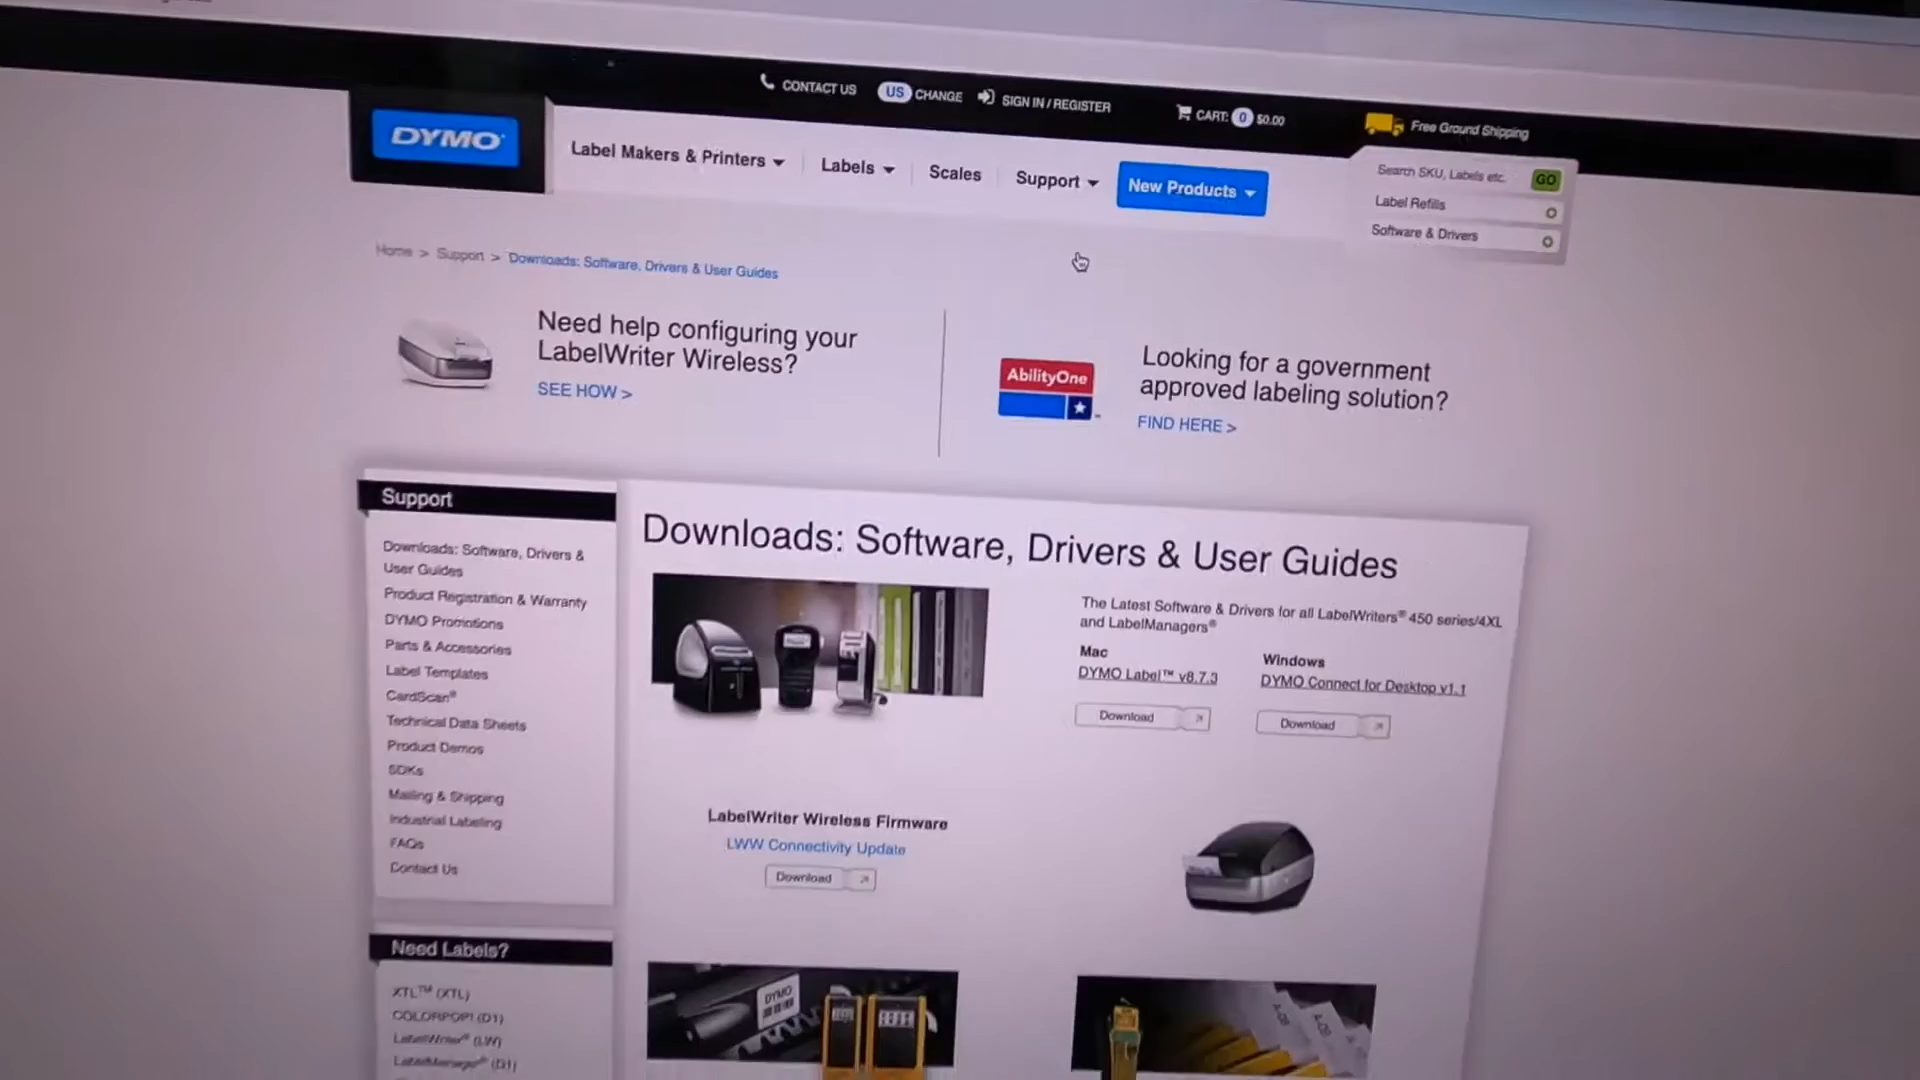 CONTACT US
US CHANGE
SIGN IN / REGISTER
CART: 0 $0.00
Free Ground Shipping
DYMO
Label Makers & Printers
Labels
Scales
Support
New Products
Search SKU, Labels etc.
GO
Label Refills
Software & Drivers
Home > Support > Downloads: Software, Drivers & User Guides
Need help configuring your
LabelWriter Wireless?
SEE HOW >
AbilityOne
Looking for a government
approved labeling solution?
FIND HERE >
Support
Downloads: Software, Drivers &
User Guides
Product Registration & Warranty
DYMO Promotions
Parts & Accessories
Label Templates
CardScan®
Technical Data Sheets
Product Demos
SDKs
Mailing & Shipping
Industrial Labeling
FAQs
Contact Us
Downloads: Software, Drivers & User Guides
The Latest Software & Drivers for all LabelWriters® 450 series/4XL
and LabelManagers®
Mac
DYMO Label™ v8.7.3
Download
Windows
DYMO Connect for Desktop v1.1
Download
LabelWriter Wireless Firmware
LWW Connectivity Update
Download
Need Labels?
XTL™ (XTL)
COLORPOP! (D1)
LabelWriter® (LW)
LabelManager® (D1)
DYMO